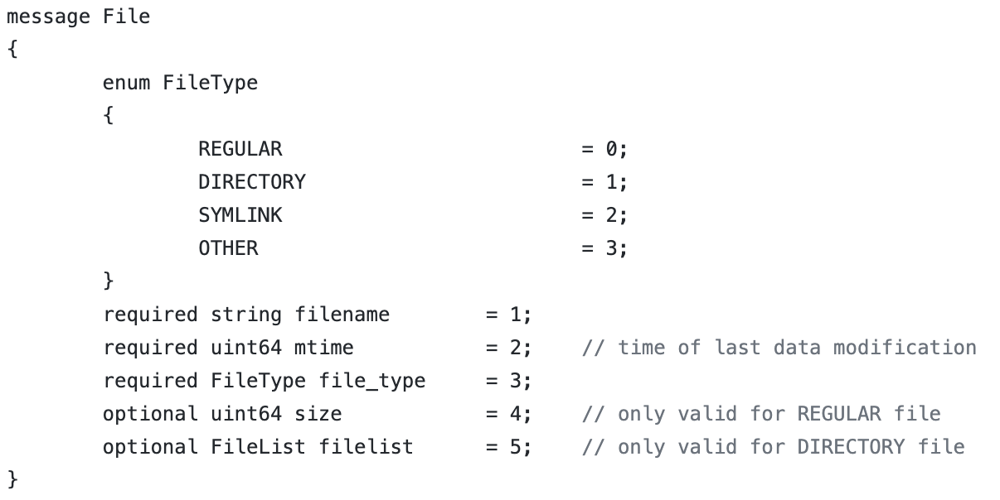 message File
{
        enum FileType
        {
                REGULAR                         = 0;
                DIRECTORY                       = 1;
                SYMLINK                         = 2;
                OTHER                           = 3;
        }
        required string filename        = 1;
        required uint64 mtime           = 2;    // time of last data modification
        required FileType file_type     = 3;
        optional uint64 size            = 4;    // only valid for REGULAR file
        optional FileList filelist      = 5;    // only valid for DIRECTORY file
}